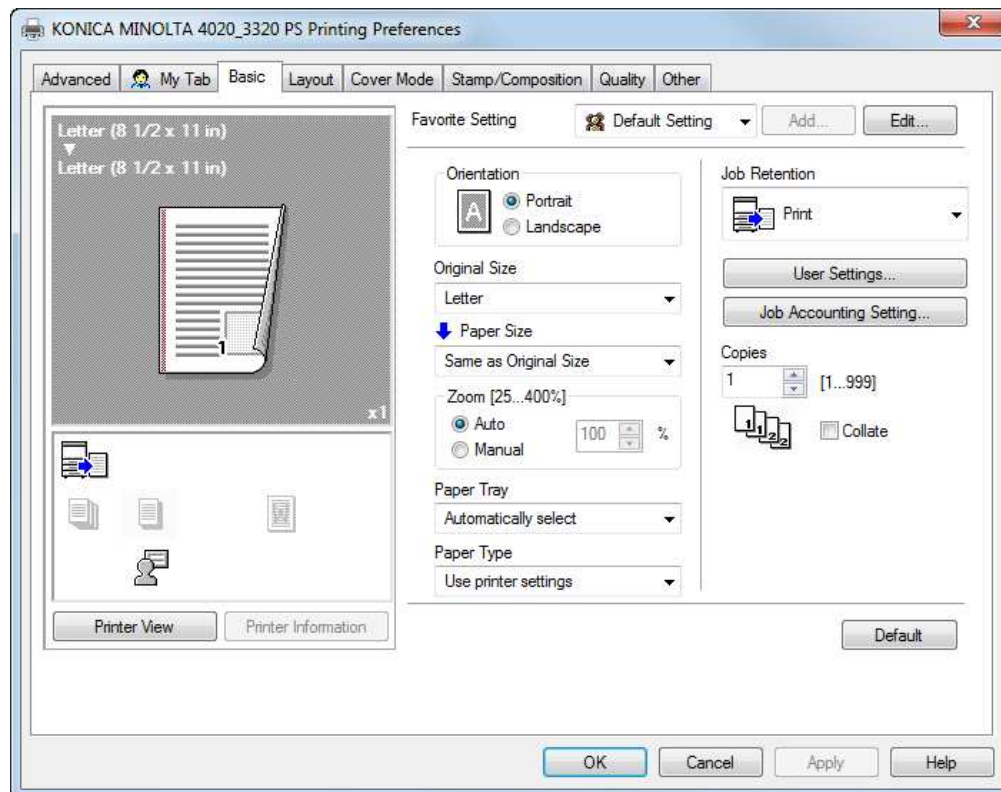 KONICA MINOLTA 4020_3320 PS Printing Preferences
Advanced My Tab Basic Layout Cover Mode Stamp/Composition Quality Other
Letter (8 1/2 x 11 in)
Letter (8 1/2 x 11 in)
1
x1
Printer View Printer Information
Favorite Setting Default Setting Add... Edit...
Orientation
A
Portrait
Landscape
Original Size
Letter
Paper Size
Same as Original Size
Zoom [25...400%]
Auto
Manual
100 %
Paper Tray
Automatically select
Paper Type
Use printer settings
Job Retention
Print
User Settings...
Job Accounting Setting...
Copies
1 [1...999]
1 1 2 2
Collate
Default
OK Cancel Apply Help